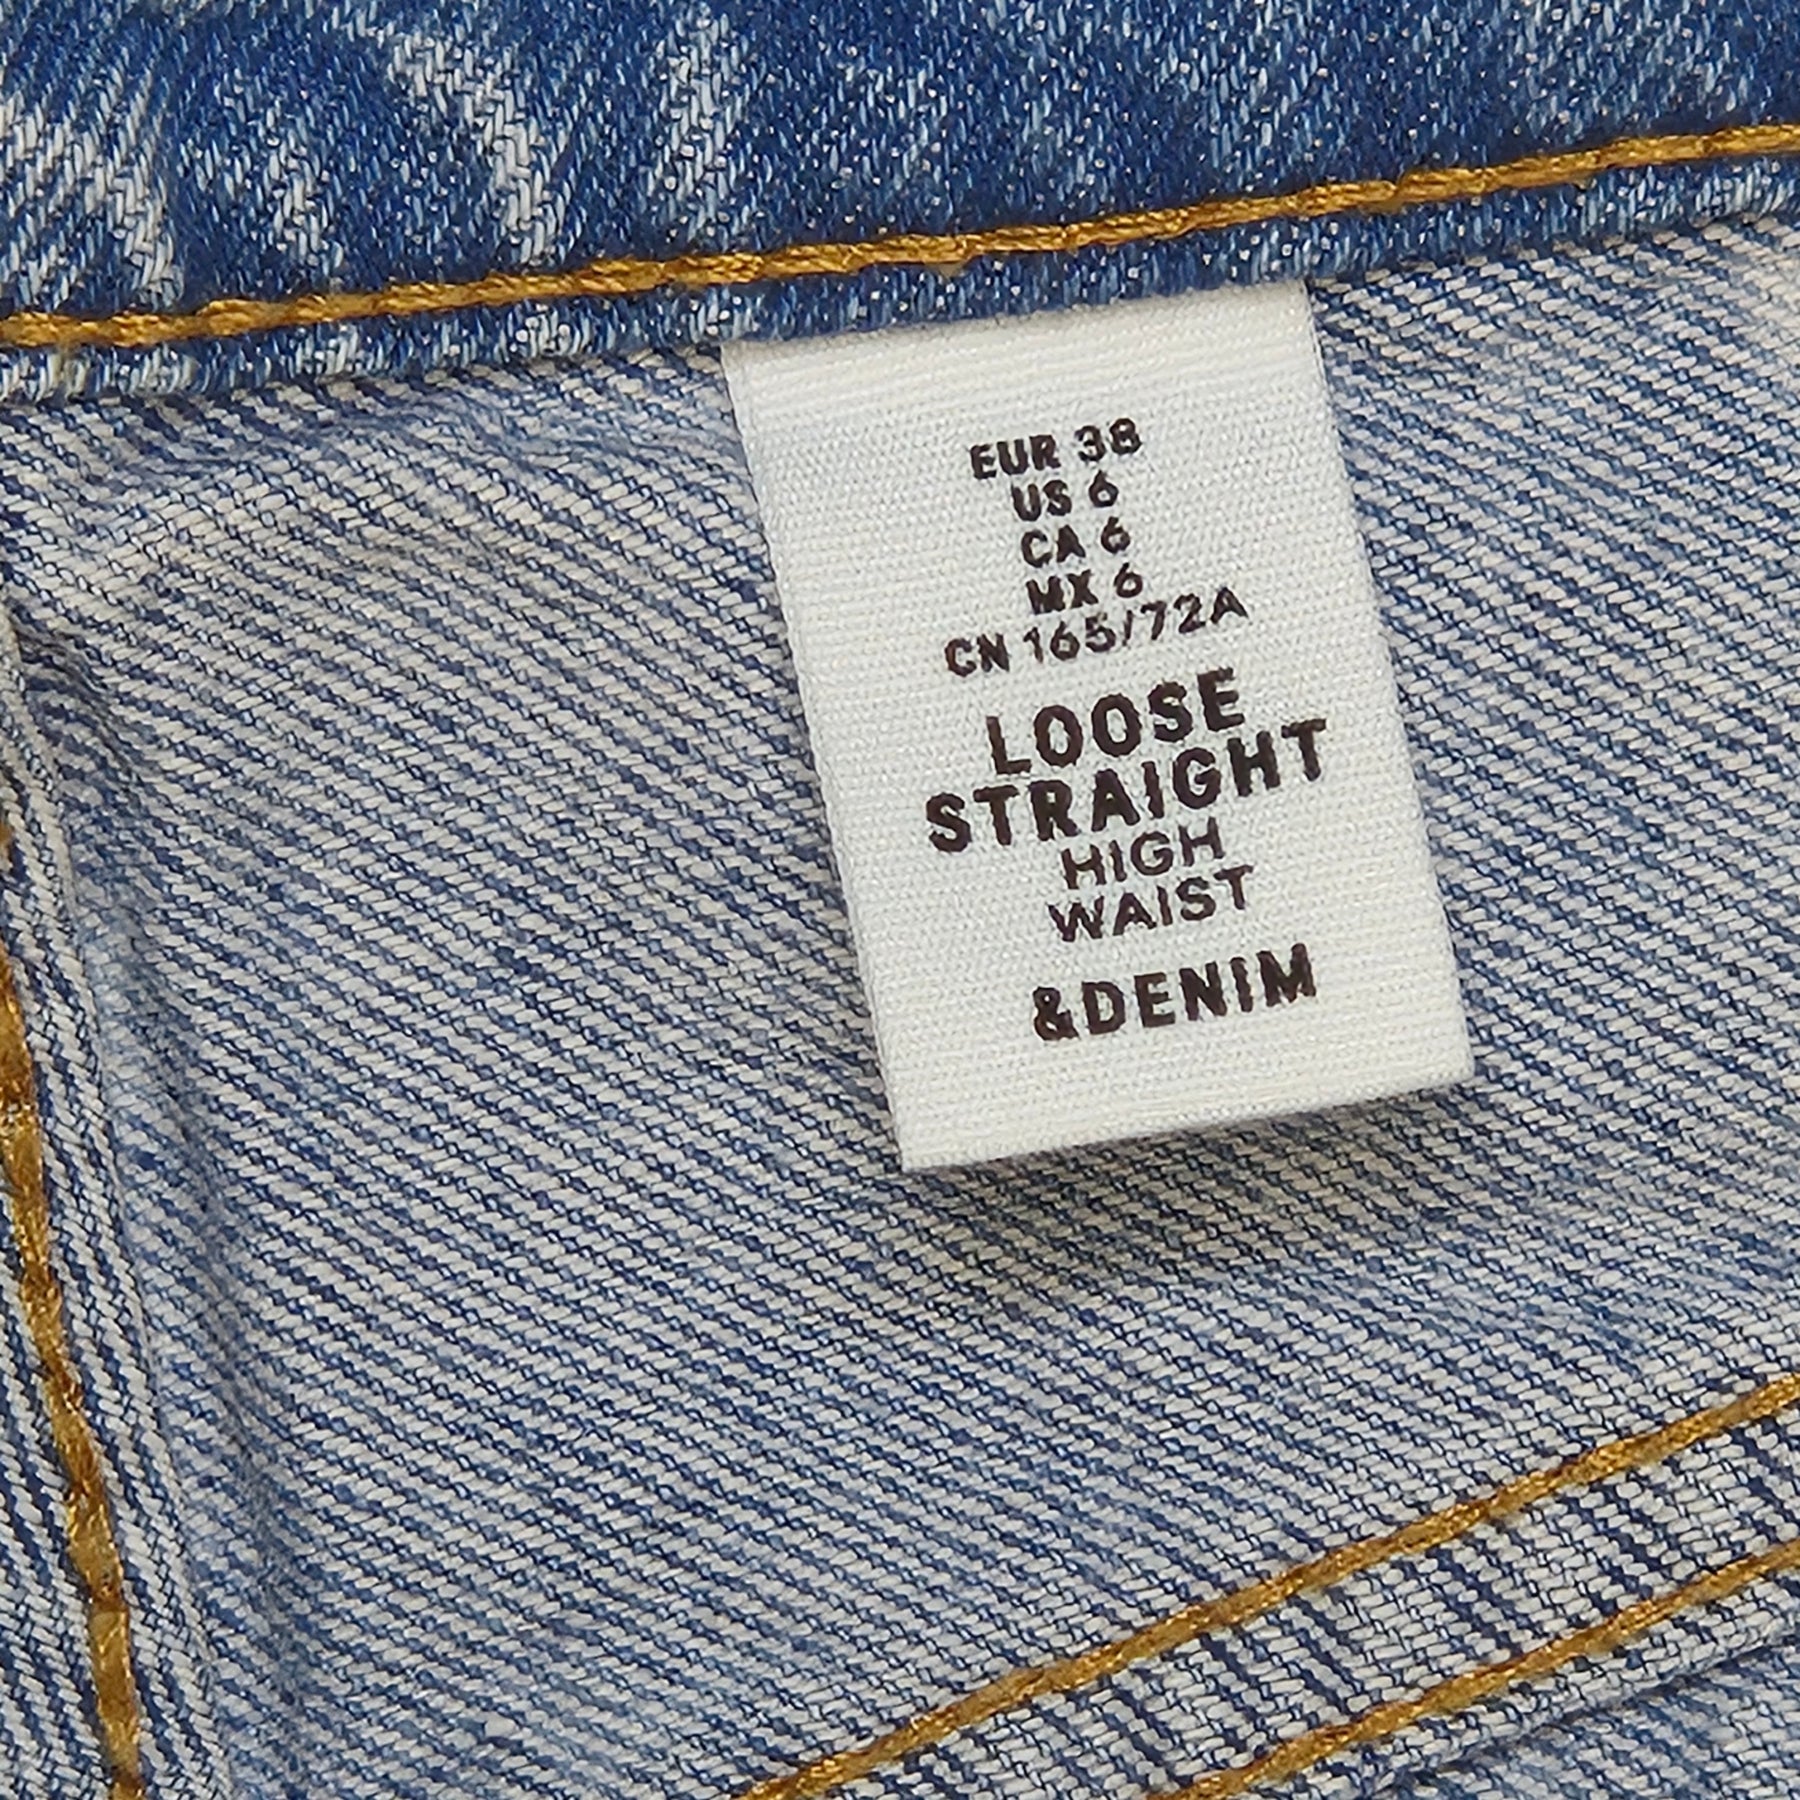 EUR 38
US 6
CA 6
MX 6
CN 165/72A
LOOSE
STRAIGHT
HIGH
WAIST
&DENIM